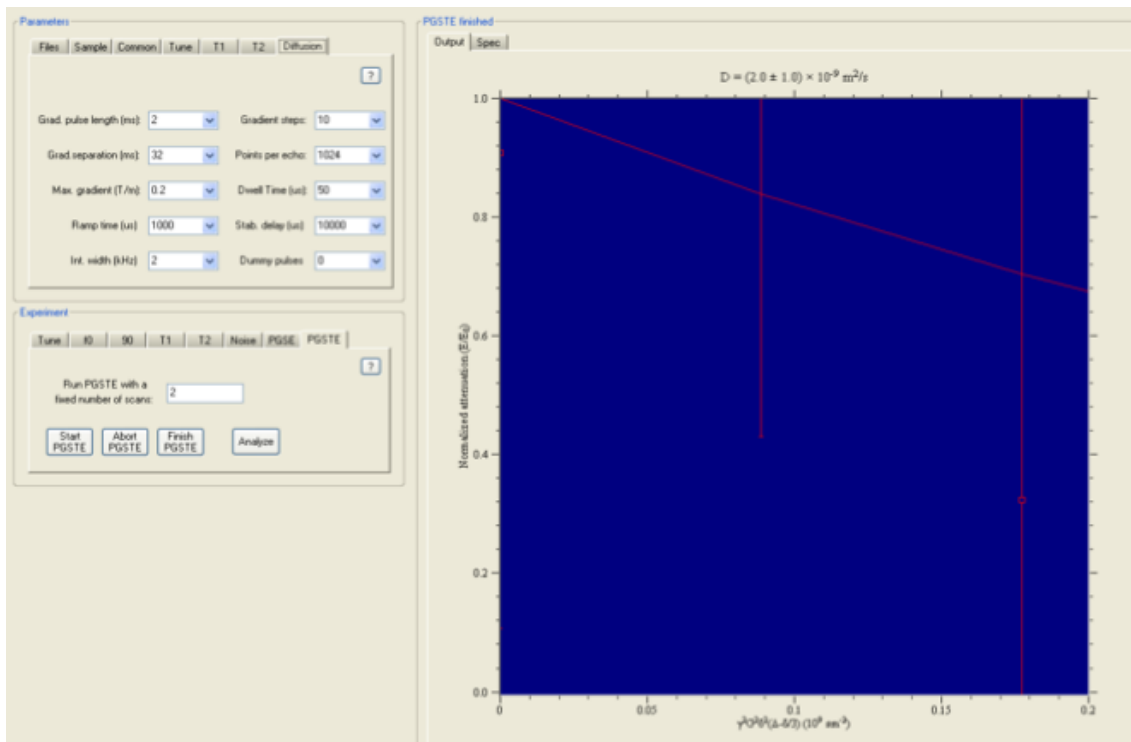 Parameters
Files Sample Common Tune T1 T2 Diffusion
?
Grad. pulse length (ms): 2 Gradient steps: 10
Grad.separation (ms): 32 Points per echo: 1024
Max. gradient (T/m): 0.2 Dwell Time (us): 50
Ramp time (us) 1000 Stab. delay (us) 10000
Int. width (kHz) 2 Dummy pulses 0
Experiment
Tune f0 90 T1 T2 Noise PGSE PGSTE
?
Run PGSTE with a
fixed number of scans: 2
Start
PGSTE
Abort
PGSTE
Finish
PGSTE
Analyze
PGSTE finished
Output Spec
D = (2.0 ± 1.0) × 10⁻⁹ m²/s
1.0
0.8
0.6
0.4
0.2
0.0
Normalized attenuation (E/E₀)
0 0.05 0.1 0.15 0.2
γ²G²δ²(Δ-δ/3) (10⁹ sm⁻²)